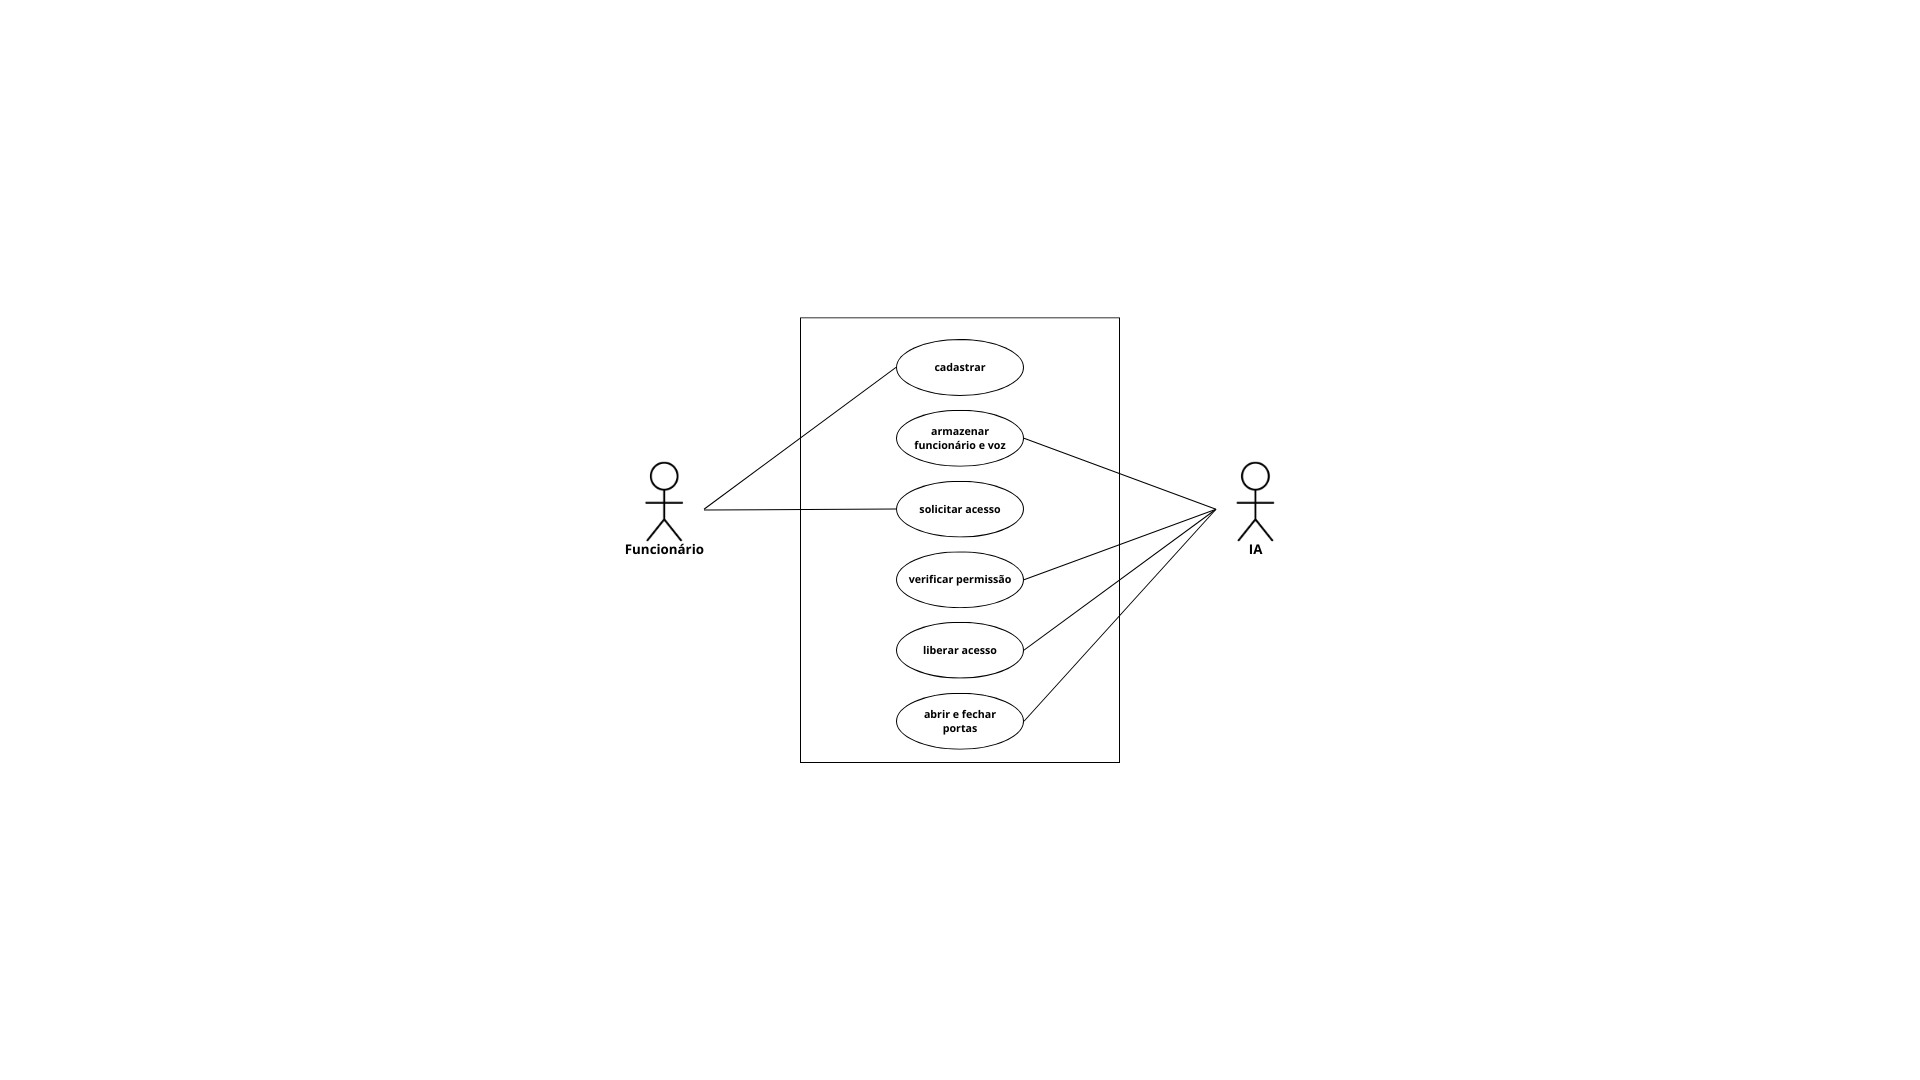 cadastrar
armazenar
funcionário e voz
solicitar acesso
Funcionário
IA
verificar permissão
liberar acesso
abrir e fechar
portas